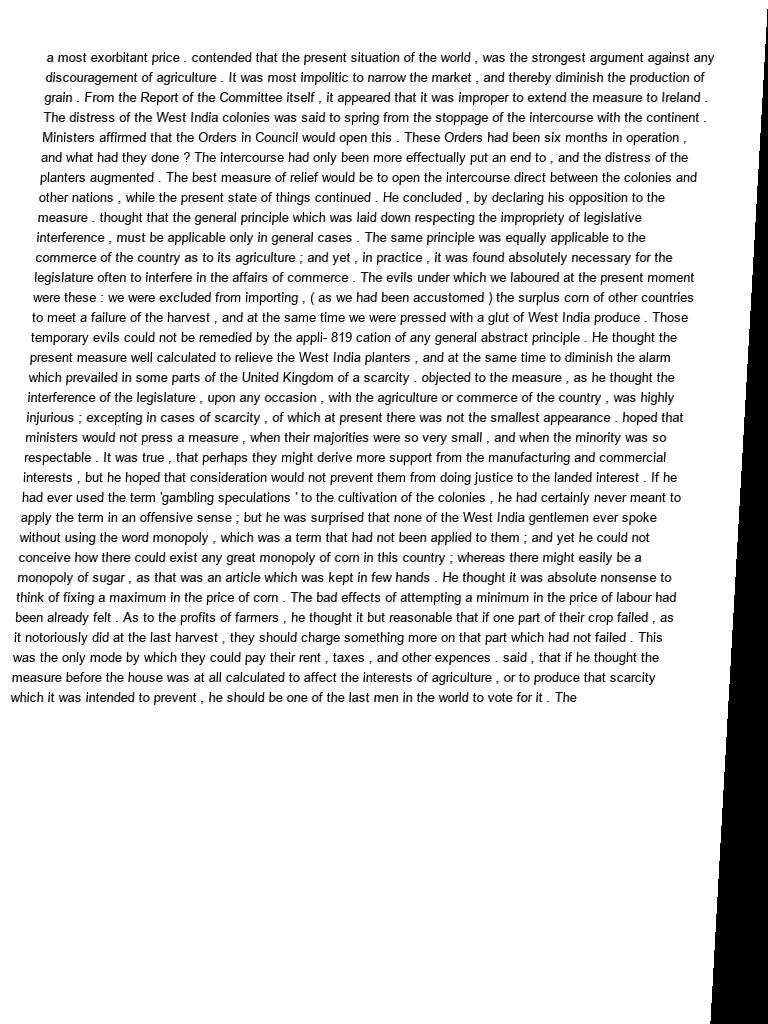 a most exorbitant price . contended that the present situation of the world , was the strongest argument against any
discouragement of agriculture . It was most impolitic to narrow the market , and thereby diminish the production of
grain . From the Report of the Committee itself , it appeared that it was improper to extend the measure to Ireland .
The distress of the West India colonies was said to spring from the stoppage of the intercourse with the continent .
Ministers affirmed that the Orders in Council would open this . These Orders had been six months in operation ,
and what had they done ? The intercourse had only been more effectually put an end to , and the distress of the
planters augmented . The best measure of relief would be to open the intercourse direct between the colonies and
other nations , while the present state of things continued . He concluded , by declaring his opposition to the
measure . thought that the general principle which was laid down respecting the impropriety of legislative
interference , must be applicable only in general cases . The same principle was equally applicable to the
commerce of the country as to its agriculture ; and yet , in practice , it was found absolutely necessary for the
legislature often to interfere in the affairs of commerce . The evils under which we laboured at the present moment
were these : we were excluded from importing , ( as we had been accustomed ) the surplus corn of other countries
to meet a failure of the harvest , and at the same time we were pressed with a glut of West India produce . Those
temporary evils could not be remedied by the appli- 819 cation of any general abstract principle . He thought the
present measure well calculated to relieve the West India planters , and at the same time to diminish the alarm
which prevailed in some parts of the United Kingdom of a scarcity . objected to the measure , as he thought the
interference of the legislature , upon any occasion , with the agriculture or commerce of the country , was highly
injurious ; excepting in cases of scarcity , of which at present there was not the smallest appearance . hoped that
ministers would not press a measure , when their majorities were so very small , and when the minority was so
respectable . It was true , that perhaps they might derive more support from the manufacturing and commercial
interests , but he hoped that consideration would not prevent them from doing justice to the landed interest . If he
had ever used the term 'gambling speculations ' to the cultivation of the colonies , he had certainly never meant to
apply the term in an offensive sense ; but he was surprised that none of the West India gentlemen ever spoke
without using the word monopoly , which was a term that had not been applied to them ; and yet he could not
conceive how there could exist any great monopoly of corn in this country ; whereas there might easily be a
monopoly of sugar , as that was an article which was kept in few hands . He thought it was absolute nonsense to
think of fixing a maximum in the price of corn . The bad effects of attempting a minimum in the price of labour had
been already felt . As to the profits of farmers , he thought it but reasonable that if one part of their crop failed , as
it notoriously did at the last harvest , they should charge something more on that part which had not failed . This
was the only mode by which they could pay their rent , taxes , and other expences . said , that if he thought the
measure before the house was at all calculated to affect the interests of agriculture , or to produce that scarcity
which it was intended to prevent , he should be one of the last men in the world to vote for it . The